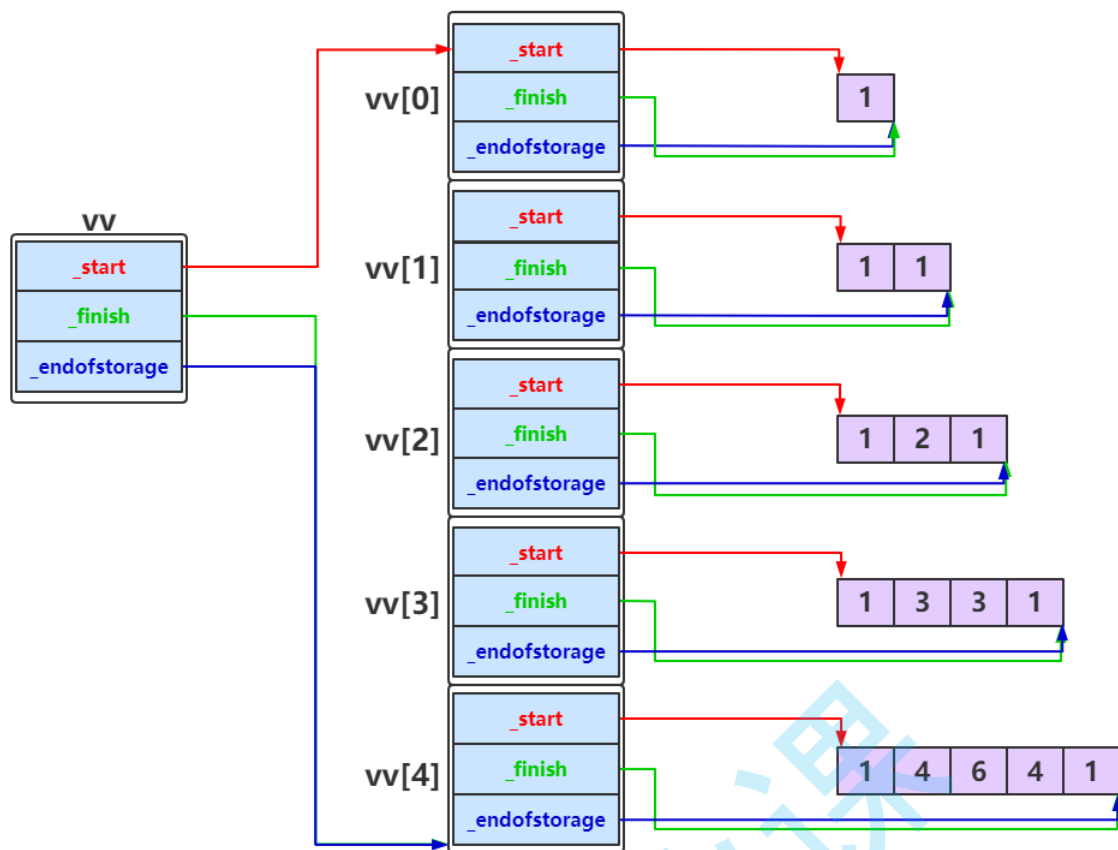 vv
_start
_finish
_endofstorage
vv[0]
_start
_finish
_endofstorage
1
vv[1]
_start
_finish
_endofstorage
1 1
vv[2]
_start
_finish
_endofstorage
1 2 1
vv[3]
_start
_finish
_endofstorage
1 3 3 1
vv[4]
_start
_finish
_endofstorage
1 4 6 4 1